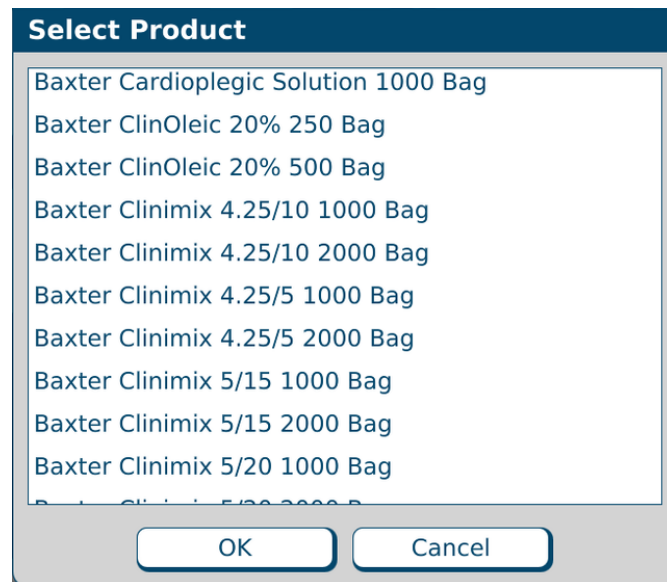 Select Product
Baxter Cardioplegic Solution 1000 Bag
Baxter ClinOleic 20% 250 Bag
Baxter ClinOleic 20% 500 Bag
Baxter Clinimix 4.25/10 1000 Bag
Baxter Clinimix 4.25/10 2000 Bag
Baxter Clinimix 4.25/5 1000 Bag
Baxter Clinimix 4.25/5 2000 Bag
Baxter Clinimix 5/15 1000 Bag
Baxter Clinimix 5/15 2000 Bag
Baxter Clinimix 5/20 1000 Bag
OK
Cancel